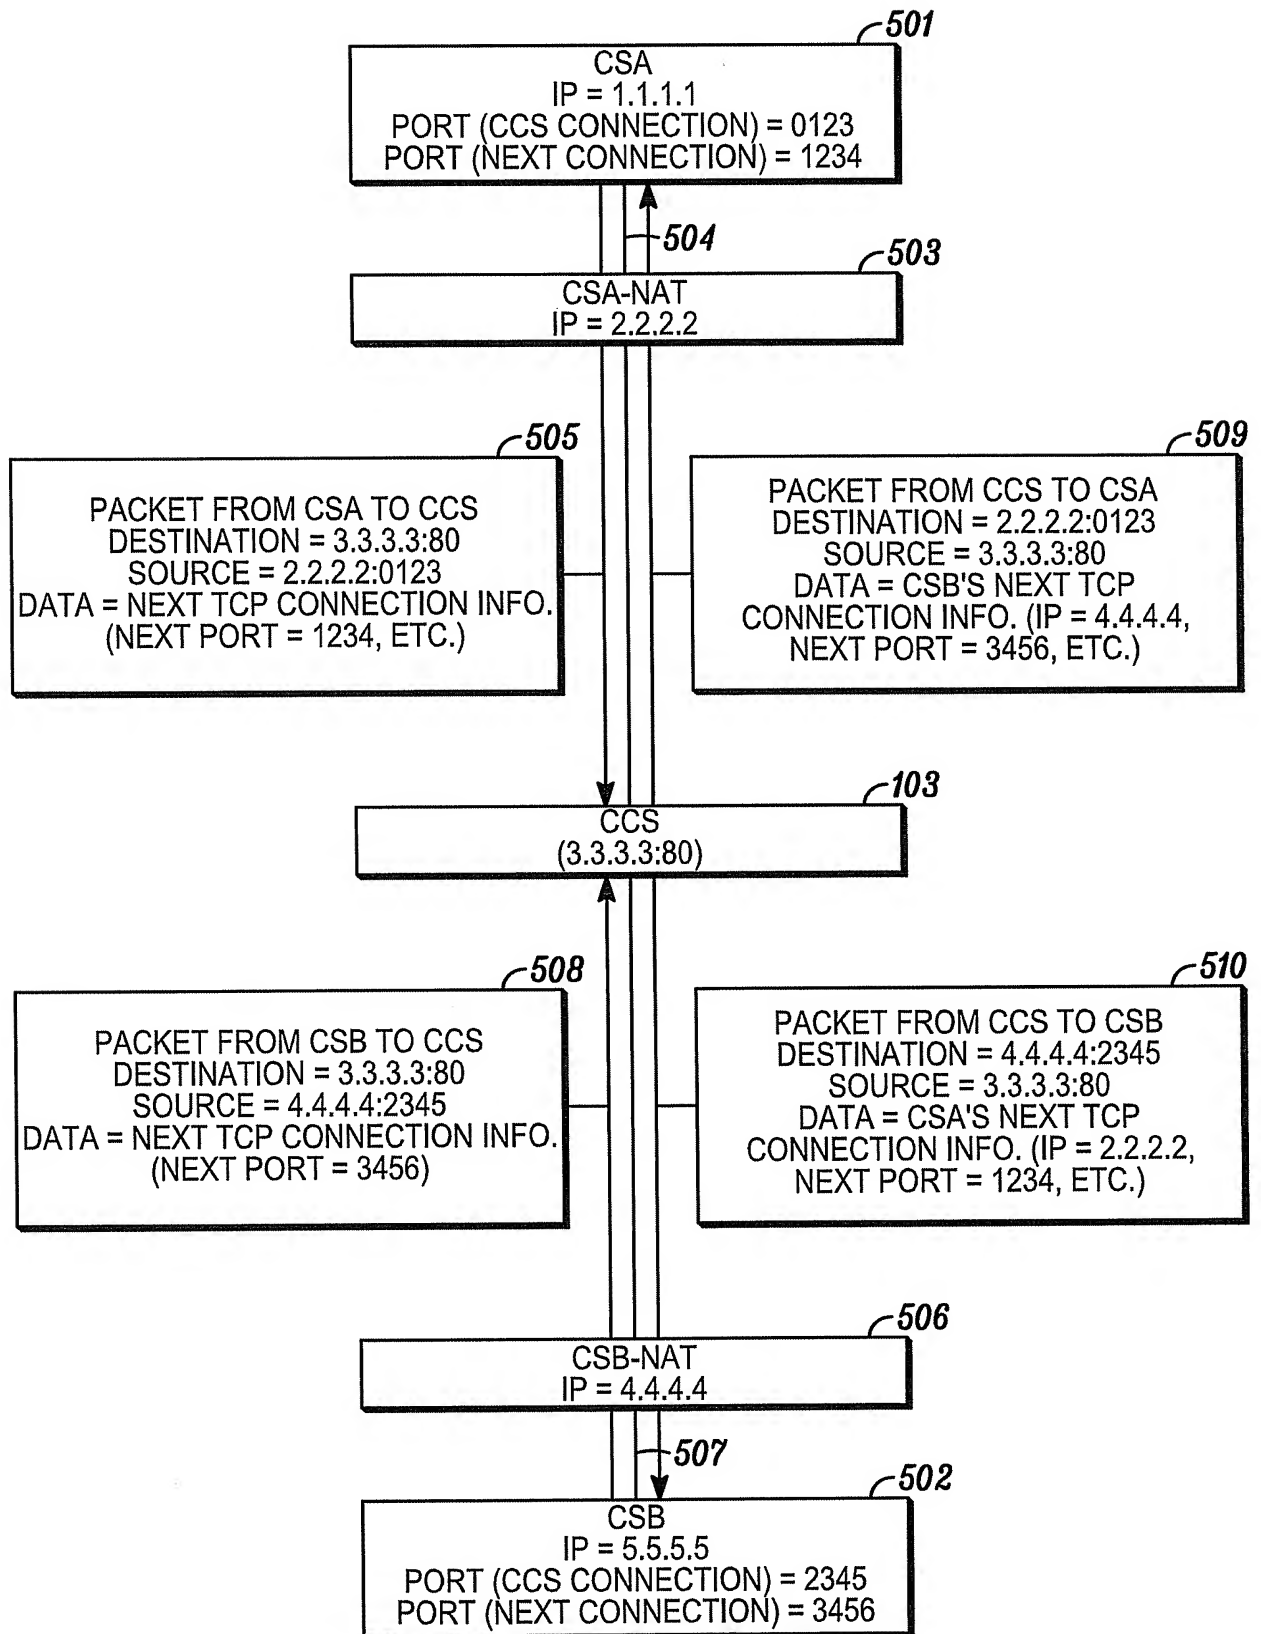 501
CSA
IP = 1.1.1.1
PORT (CCS CONNECTION) = 0123
PORT (NEXT CONNECTION) = 1234
504
503
CSA-NAT
IP = 2.2.2.2
505
PACKET FROM CSA TO CCS
DESTINATION = 3.3.3.3:80
SOURCE = 2.2.2.2:0123
DATA = NEXT TCP CONNECTION INFO.
(NEXT PORT = 1234, ETC.)
509
PACKET FROM CCS TO CSA
DESTINATION = 2.2.2.2:0123
SOURCE = 3.3.3.3:80
DATA = CSB'S NEXT TCP
CONNECTION INFO. (IP = 4.4.4.4,
NEXT PORT = 3456, ETC.)
103
CCS
(3.3.3.3:80)
508
PACKET FROM CSB TO CCS
DESTINATION = 3.3.3.3:80
SOURCE = 4.4.4.4:2345
DATA = NEXT TCP CONNECTION INFO.
(NEXT PORT = 3456)
510
PACKET FROM CCS TO CSB
DESTINATION = 4.4.4.4:2345
SOURCE = 3.3.3.3:80
DATA = CSA'S NEXT TCP
CONNECTION INFO. (IP = 2.2.2.2,
NEXT PORT = 1234, ETC.)
506
CSB-NAT
IP = 4.4.4.4
507
502
CSB
IP = 5.5.5.5
PORT (CCS CONNECTION) = 2345
PORT (NEXT CONNECTION) = 3456